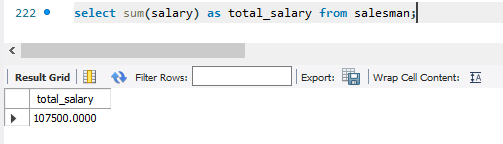 222 select sum(salary) as total_salary from salesman;
Result Grid Filter Rows: Export: Wrap Cell Content: IA
total_salary
107500.0000